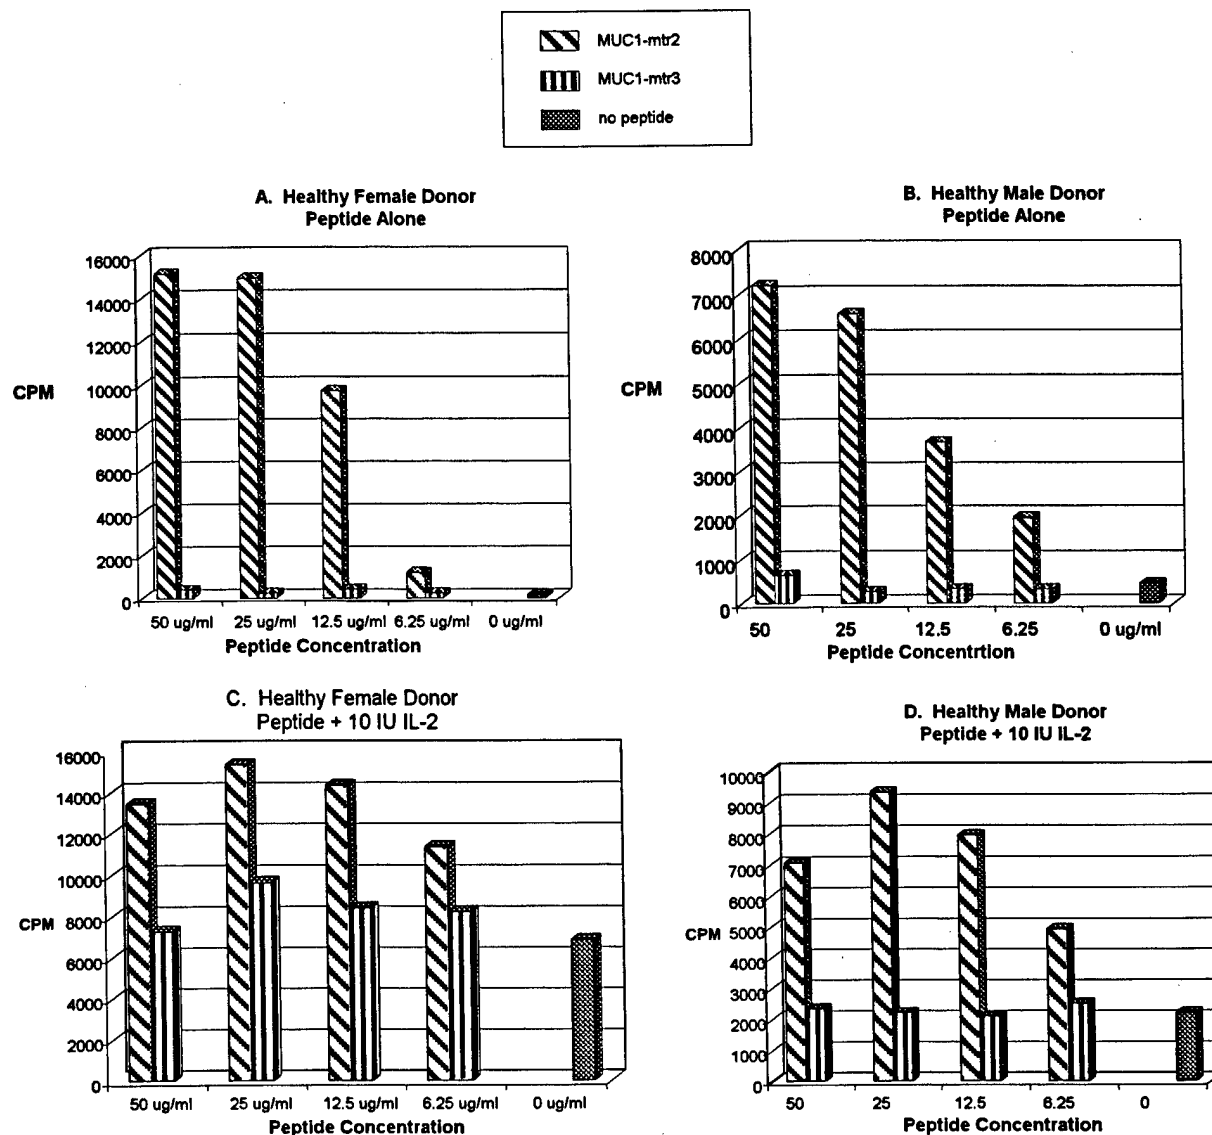 MUC1-mtr2
MUC1-mtr3
no peptide
A. Healthy Female Donor
Peptide Alone
16000
14000
12000
10000
8000
6000
4000
2000
0
CPM
50 ug/ml 25 ug/ml 12.5 ug/ml 6.25 ug/ml 0 ug/ml
Peptide Concentration
B. Healthy Male Donor
Peptide Alone
8000
7000
6000
5000
4000
3000
2000
1000
0
CPM
50 25 12.5 6.25 0 ug/ml
Peptide Concentrtion
C. Healthy Female Donor
Peptide + 10 IU IL-2
16000
14000
12000
10000
8000
6000
4000
2000
0
CPM
50 ug/ml 25 ug/ml 12.5 ug/ml 6.25 ug/ml 0 ug/ml
Peptide Concentration
D. Healthy Male Donor
Peptide + 10 IU IL-2
10000
9000
8000
7000
6000
5000
4000
3000
2000
1000
0
CPM
50 25 12.5 6.25 0
Peptide Concentration